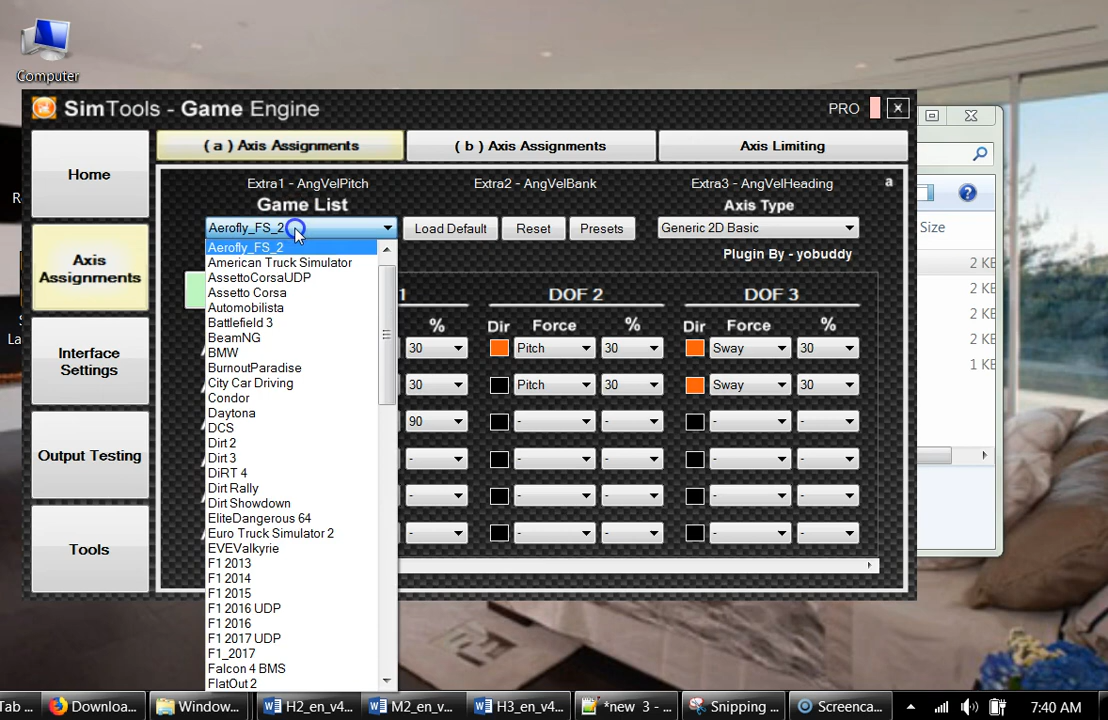 Computer
SimTools - Game Engine
PRO
Home
Axis Assignments
Interface Settings
Output Testing
Tools
( a ) Axis Assignments
( b ) Axis Assignments
Axis Limiting
Extra1 - AngVelPitch
Extra2 - AngVelBank
Extra3 - AngVelHeading
a
Game List
Axis Type
Aerofly_FS_2
Load Default
Reset
Presets
Generic 2D Basic
Plugin By - yobuddy
Aerofly_FS_2
American Truck Simulator
AssettoCorsaUDP
Assetto Corsa
Automobilista
Battlefield 3
BeamNG
BMW
BurnoutParadise
City Car Driving
Condor
Daytona
DCS
Dirt 2
Dirt 3
DiRT 4
Dirt Rally
Dirt Showdown
EliteDangerous 64
Euro Truck Simulator 2
EVEValkyrie
F1 2013
F1 2014
F1 2015
F1 2016 UDP
F1 2016
F1 2017 UDP
F1_2017
Falcon 4 BMS
FlatOut 2
1
DOF 2
DOF 3
%
Dir Force %
Dir Force %
30
Pitch 30
Sway 30
30
Pitch 30
Sway 30
90
- -
- -
-
- -
- -
-
- -
- -
-
- -
- -
Size
2 KE
2 KE
2 KE
2 KE
1 KE
Tab ...
Downloa...
Window...
H2_en_v4...
M2_en_v...
H3_en_v4...
*new 3 - ...
Snipping ...
Screenca...
7:40 AM